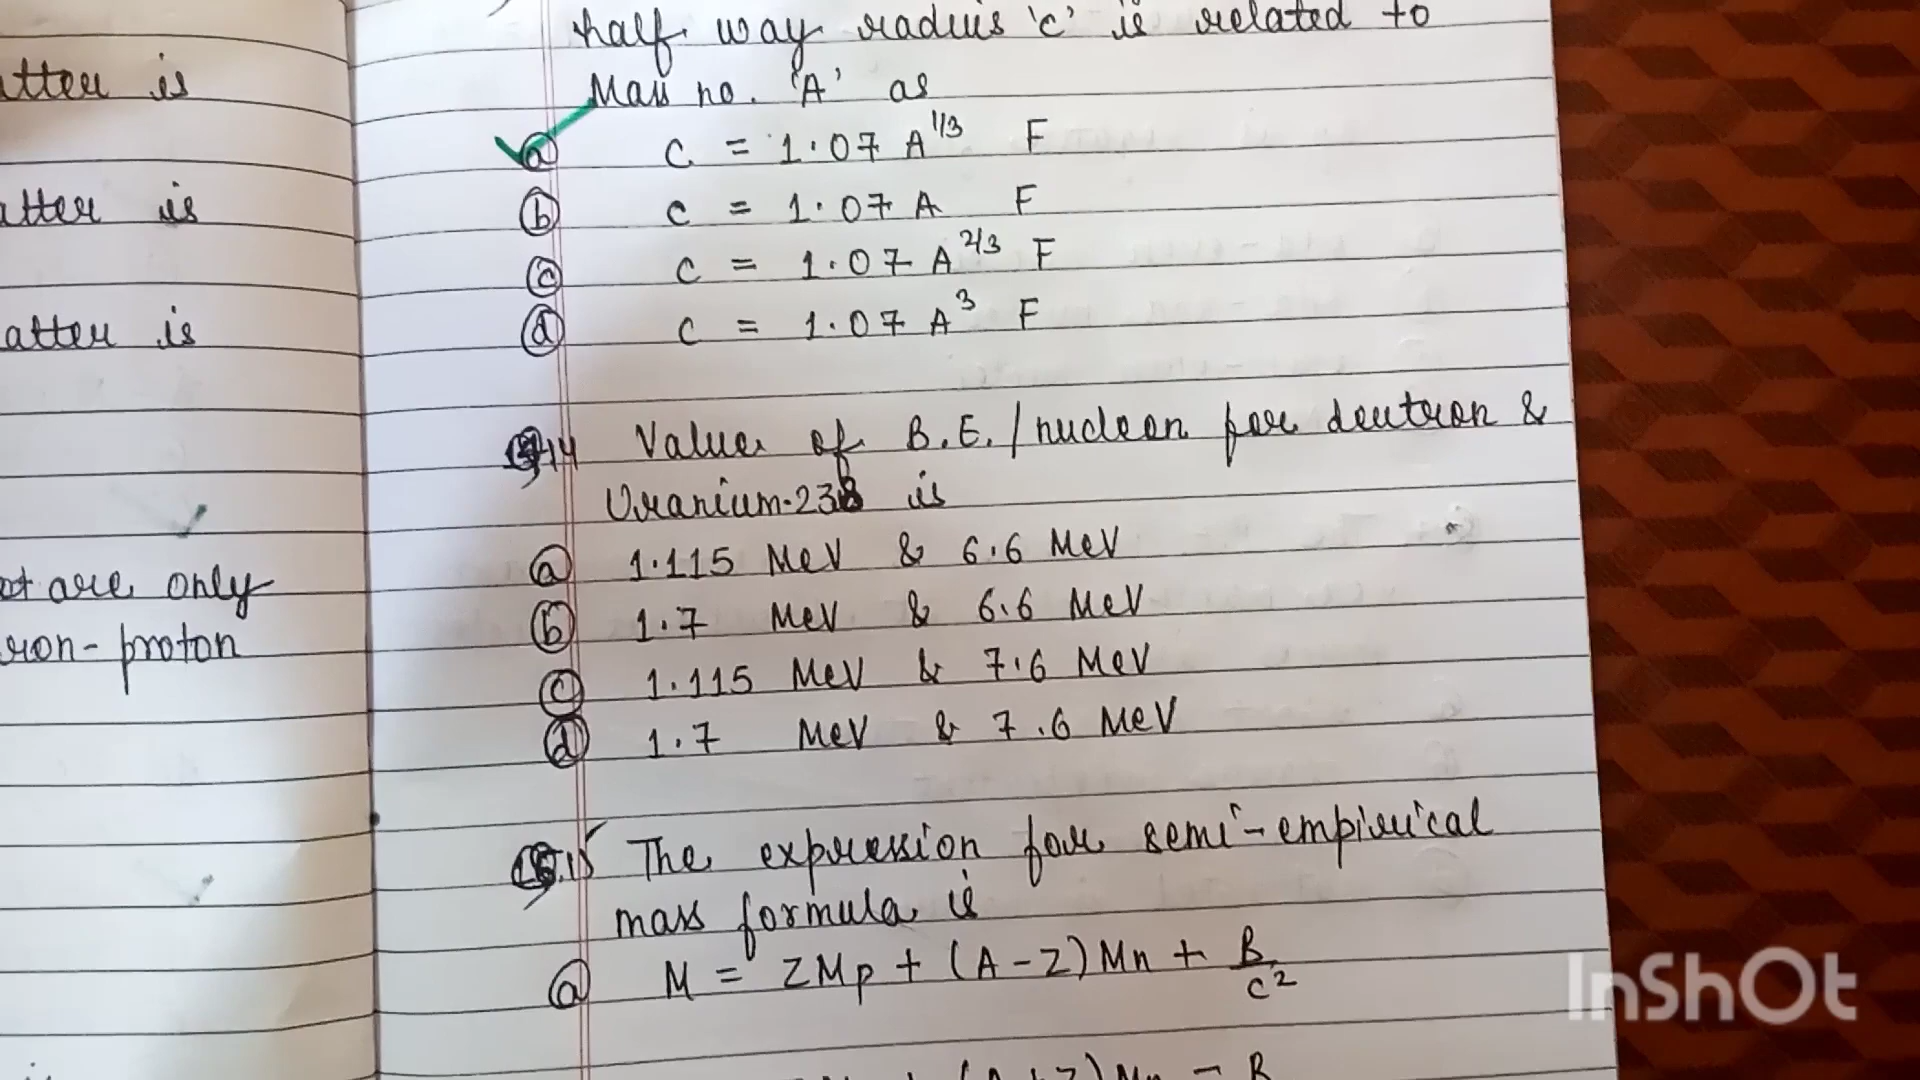 atter is
atter is
atter is
are only
proton
half way radius 'c' is related to
Mass no. 'A' as
(a) c = 1.07 A^1/3 F
(b) c = 1.07 A F
(c) c = 1.07 A^2/3 F
(d) c = 1.07 A^3 F
14 Value of B.E./nucleon for deutron &
Uranium-238 is
(a) 1.115 MeV & 6.6 MeV
(b) 1.7 MeV & 6.6 MeV
(c) 1.115 MeV & 7.6 MeV
(d) 1.7 MeV & 7.6 MeV
15 The expression for semi-empirical
mass formula is
(a) M = ZMp + (A-Z)Mn + B/c²
InShOt